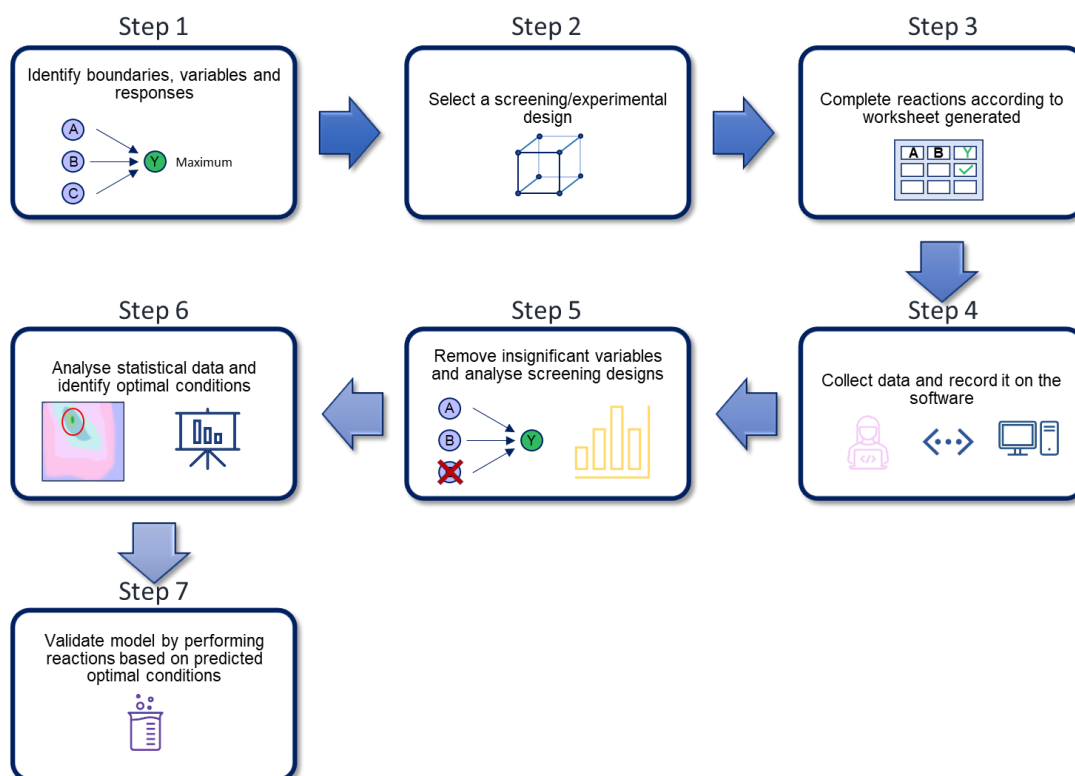 Step 1
Identify boundaries, variables and
responses
A
B
C
Y
Maximum
Step 2
Select a screening/experimental
design
Step 3
Complete reactions according to
worksheet generated
A B Y
Step 4
Collect data and record it on the
software
</>
Step 5
Remove insignificant variables
and analyse screening designs
A
B
Y
Step 6
Analyse statistical data and
identify optimal conditions
Step 7
Validate model by performing
reactions based on predicted
optimal conditions